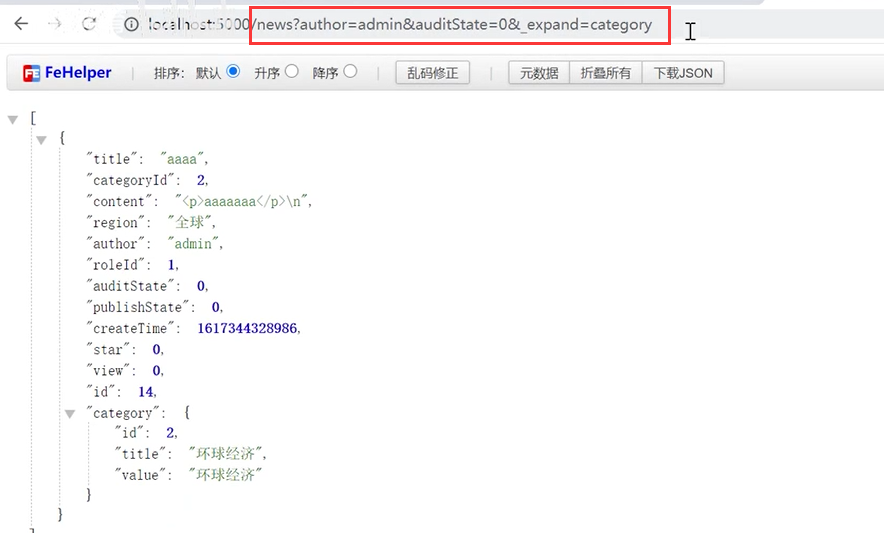 localhost:5000/news?author=admin&auditState=0&_expand=category
FeHelper 排序: 默认 升序 降序 乱码修正 元数据 折叠所有 下载JSON
[
{
"title": "aaaa",
"categoryId": 2,
"content": "<p>aaaaaaa</p>\n",
"region": "全球",
"author": "admin",
"roleId": 1,
"auditState": 0,
"publishState": 0,
"createTime": 1617344328986,
"star": 0,
"view": 0,
"id": 14,
"category": {
"id": 2,
"title": "环球经济",
"value": "环球经济"
}
}